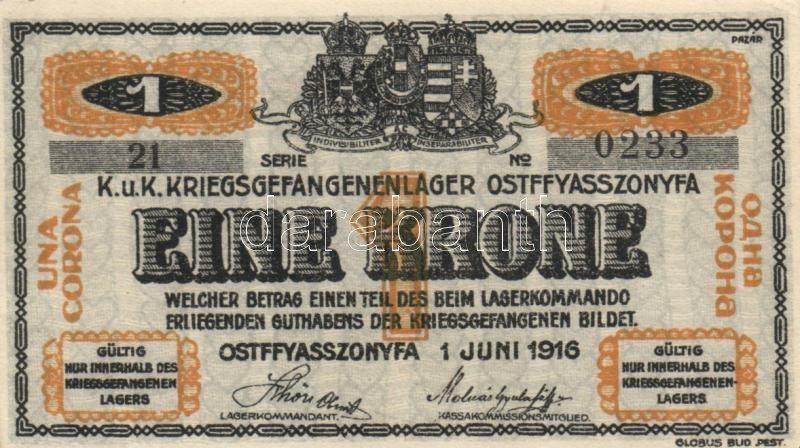 PAZÁR
1
1
INDIVISIBILITER AC INSEPARABILITER
21 SERIE No 0233
K.u.K. KRIEGSGEFANGENENLAGER OSTFFYASSZONYFA
UNA CORONA
1
EINE KRONE
ОДНА КОРОНА
darabanth
WELCHER BETRAG EINEN TEIL DES BEIM LAGERKOMMANDO
ERLIEGENDEN GUTHABENS DER KRIEGSGEFANGENEN BILDET.
OSTFFYASSZONYFA 1 JUNI 1916
GÜLTIG
NUR INNERHALB DES
KRIEGSGEFANGENEN
LAGERS
LAGERKOMMANDANT.
KASSAKOMMISSIONSMITGLIED.
GÜLTIG
NUR INNERHALB DES
KRIEGSGEFANGENEN-
LAGERS
GLOBUS BUD PEST.